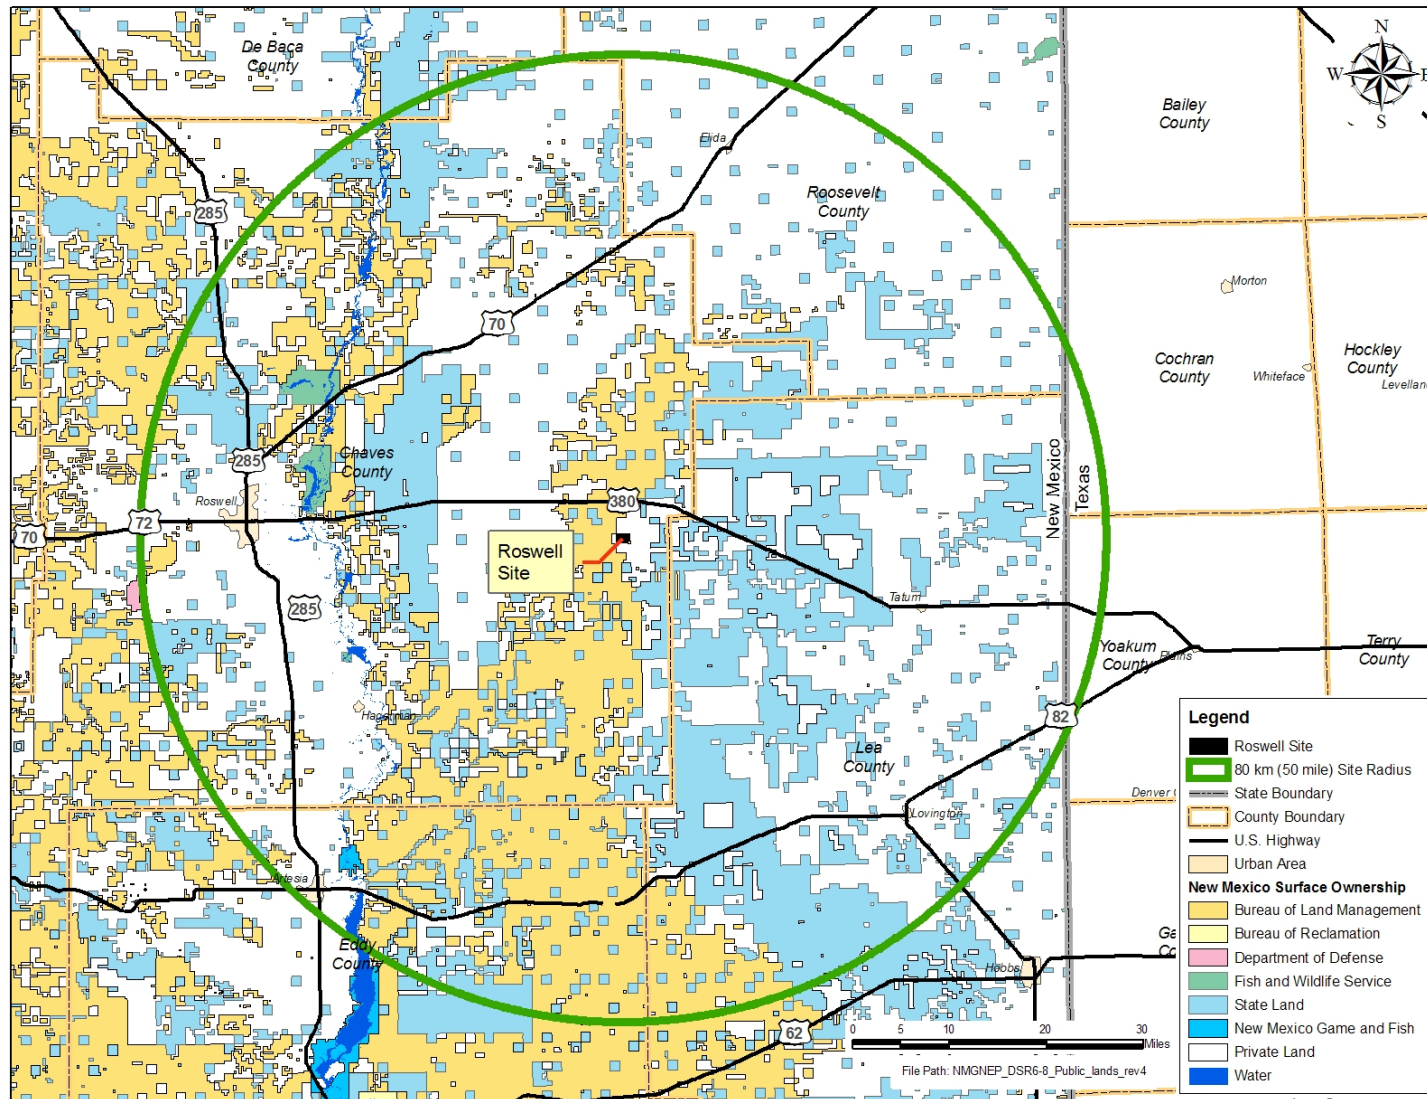 De Baca
County
N
W
E
S
Bailey
County
Elida
Roosevelt
County
285
Morton
70
Cochran
County
Hockley
County
Whiteface
Levelland
New Mexico
Texas
285
Chaves
County
Roswell
380
72
70
Roswell
Site
285
Tatum
Yoakum
County
Plains
Terry
County
Hagerman
82
Lea
County
Lovington
Denver C
Artesia
Eddy
County
Ga
Co
Hobbs
62
0 5 10 20 30
Miles
File Path: NMGNEP_DSR6-8_Public_lands_rev4
Legend
Roswell Site
80 km (50 mile) Site Radius
State Boundary
County Boundary
U.S. Highway
Urban Area
New Mexico Surface Ownership
Bureau of Land Management
Bureau of Reclamation
Department of Defense
Fish and Wildlife Service
State Land
New Mexico Game and Fish
Private Land
Water